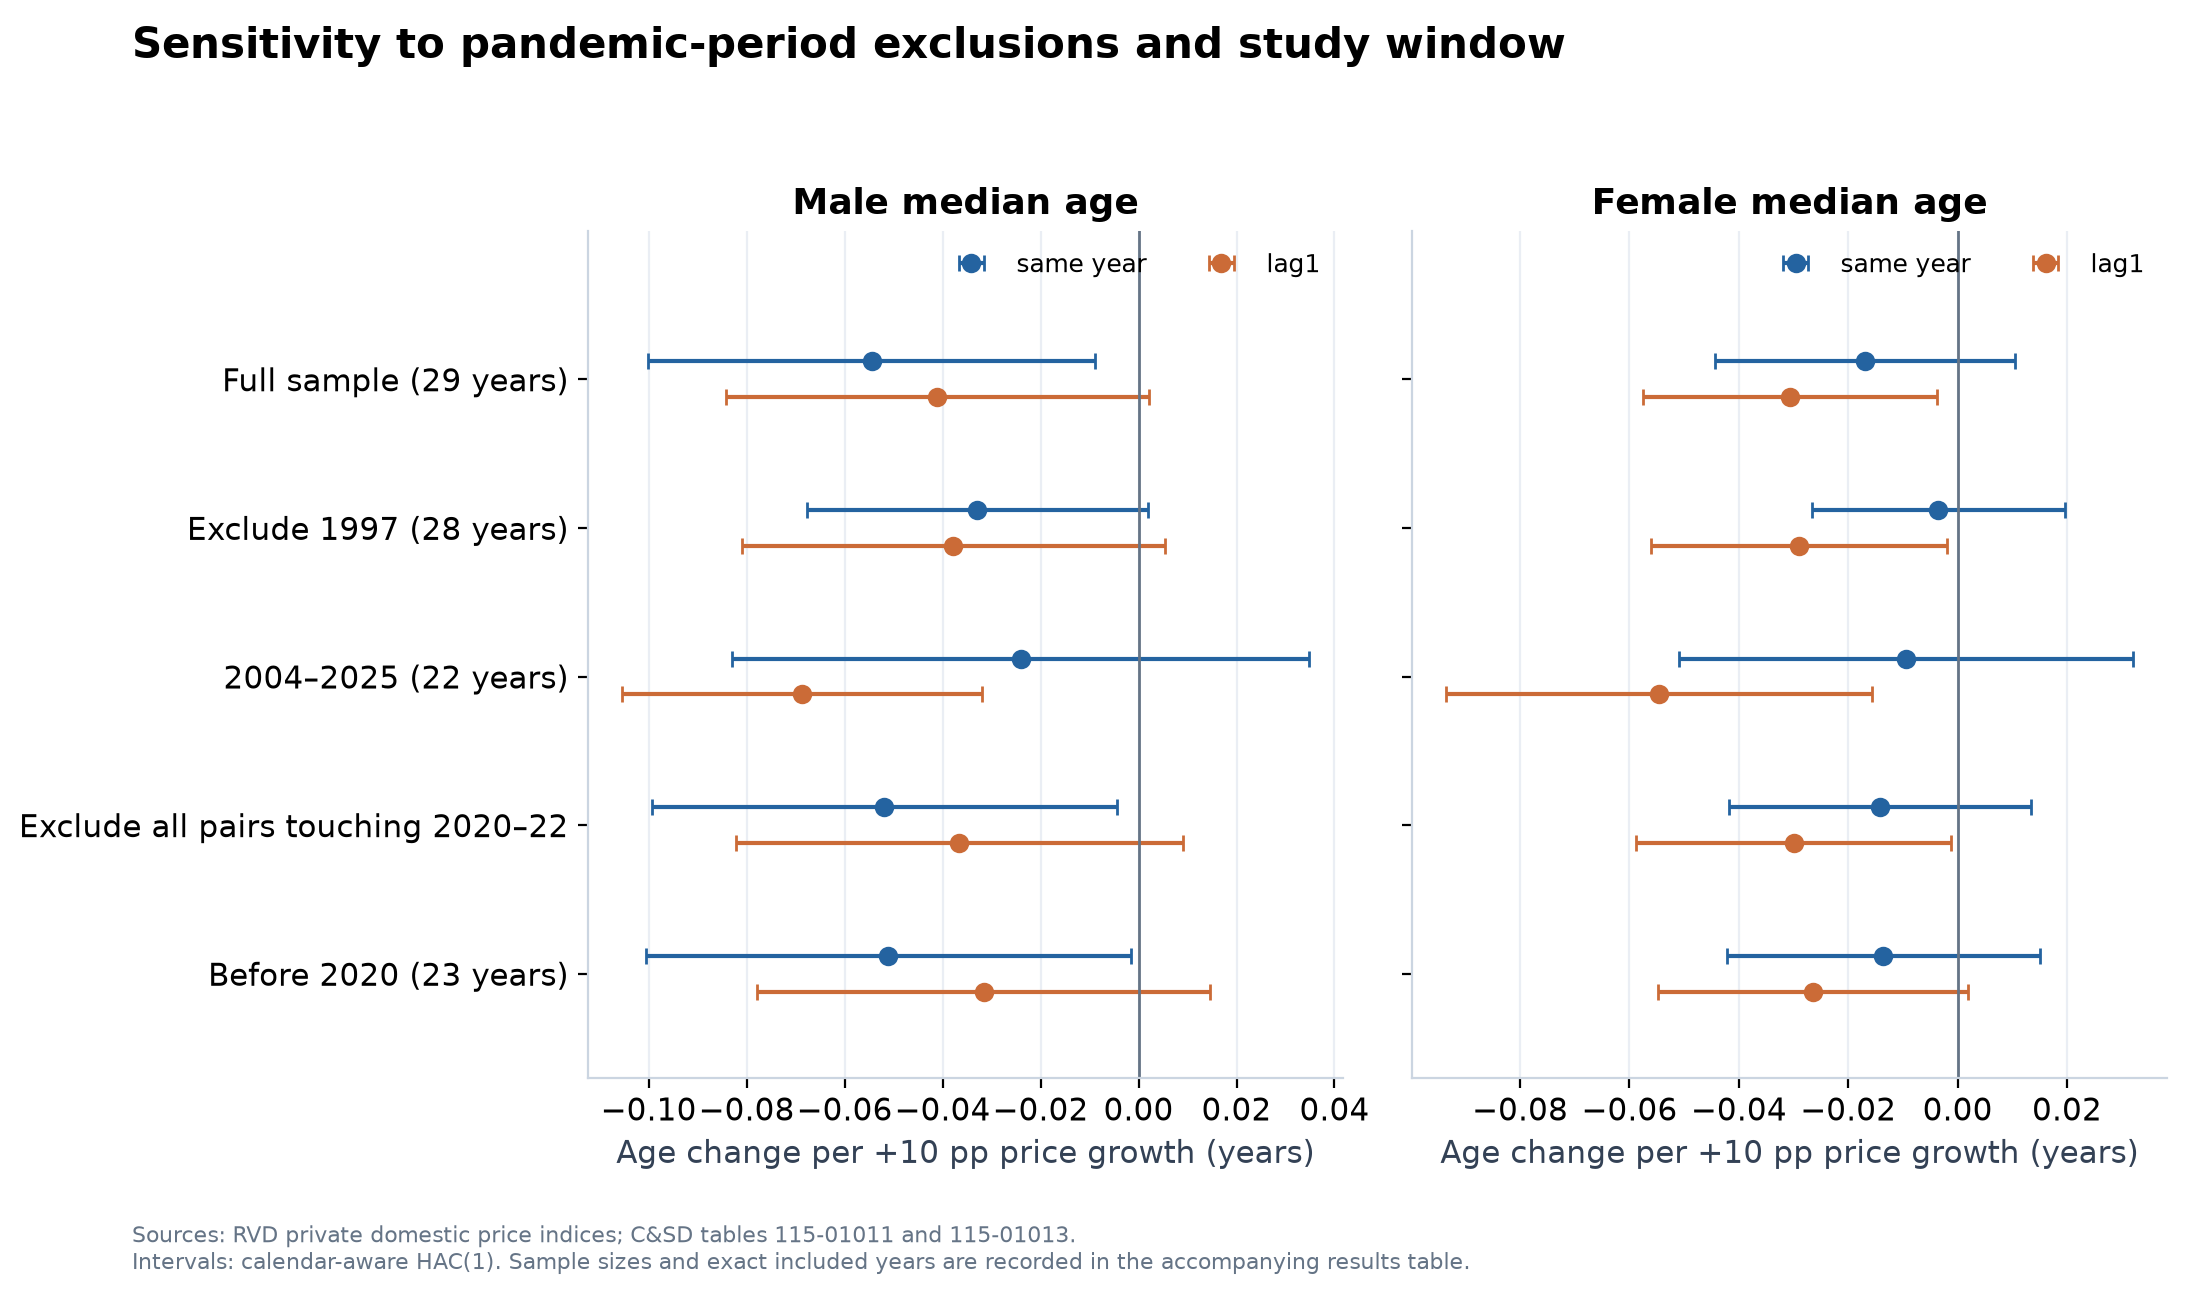 Sensitivity to pandemic-period exclusions and study window
Male median age
Female median age
same year
lag1
same year
lag1
Full sample (29 years)
Exclude 1997 (28 years)
2004–2025 (22 years)
Exclude all pairs touching 2020–22
Before 2020 (23 years)
−0.10 −0.08 −0.06 −0.04 −0.02 0.00 0.02 0.04
−0.08 −0.06 −0.04 −0.02 0.00 0.02
Age change per +10 pp price growth (years)
Age change per +10 pp price growth (years)
Sources: RVD private domestic price indices; C&SD tables 115-01011 and 115-01013.
Intervals: calendar-aware HAC(1). Sample sizes and exact included years are recorded in the accompanying results table.